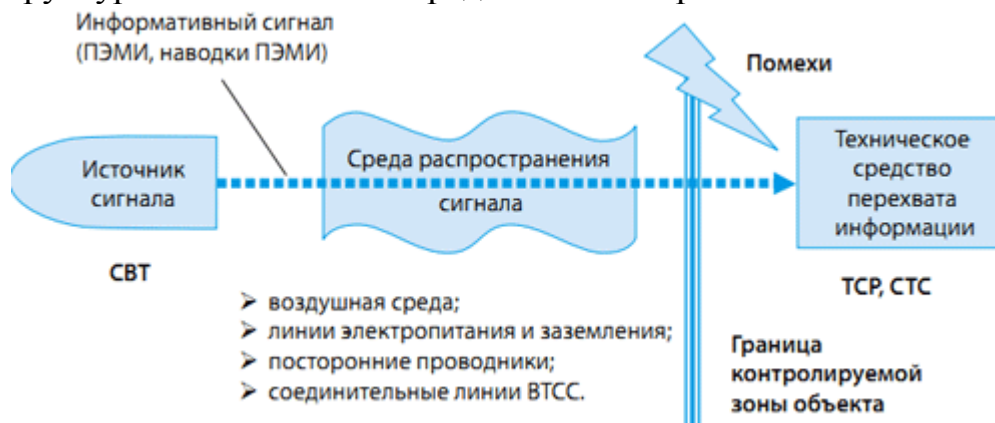 Информативный сигнал
(ПЭМИ, наводки ПЭМИ)
Помехи
Источник
сигнала
Среда распространения
сигнала
Техническое
средство
перехвата
информации
СВТ
ТСР, СТС
➢ воздушная среда;
➢ линии электропитания и заземления;
➢ посторонние проводники;
➢ соединительные линии ВТСС.
Граница
контролируемой
зоны объекта